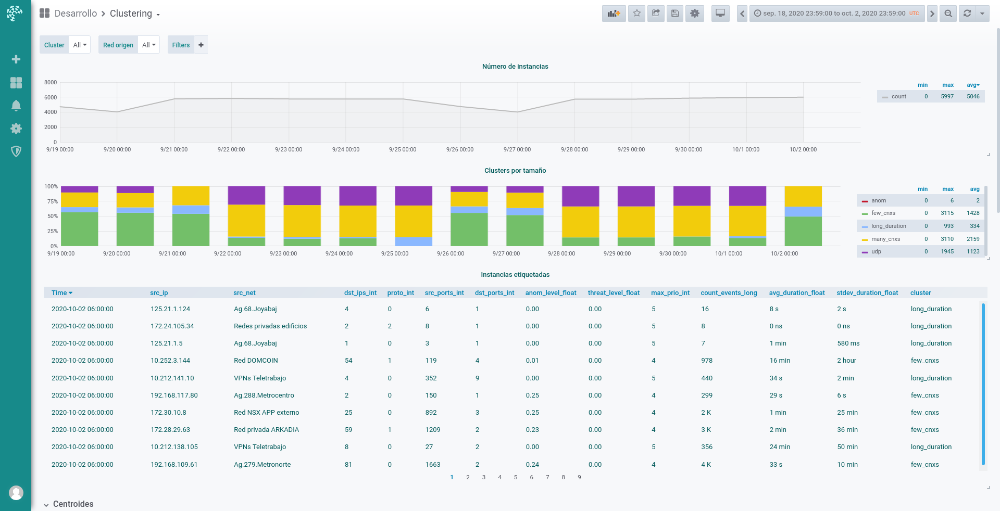 Desarrollo > Clustering
sep. 18, 2020 23:59:00 to oct. 2, 2020 23:59:00 UTC
Cluster All Red origen All Filters +
Número de instancias
8000
6000
4000
2000
0
9/19 00:00 9/20 00:00 9/21 00:00 9/22 00:00 9/23 00:00 9/24 00:00 9/25 00:00 9/26 00:00 9/27 00:00 9/28 00:00 9/29 00:00 9/30 00:00 10/1 00:00 10/2 00:00
min max avg
count 0 5997 5046
Clusters por tamaño
100%
75%
50%
25%
0%
9/19 00:00 9/20 00:00 9/21 00:00 9/22 00:00 9/23 00:00 9/24 00:00 9/25 00:00 9/26 00:00 9/27 00:00 9/28 00:00 9/29 00:00 9/30 00:00 10/1 00:00 10/2 00:00
min max avg
anom 0 6 2
few_cnxs 0 3115 1428
long_duration 0 993 334
many_cnxs 0 3110 2159
udp 0 1945 1123
Instancias etiquetadas
Time src_ip src_net dst_ips_int proto_int src_ports_int dst_ports_int anom_level_float threat_level_float max_prio_int count_events_long avg_duration_float stdev_duration_float cluster
2020-10-02 06:00:00 125.21.1.124 Ag.68.Joyabaj 4 0 6 1 0.00 0.00 5 16 8 s 2 s long_duration
2020-10-02 06:00:00 172.24.105.34 Redes privadas edificios 2 2 8 1 0.00 0.00 5 8 0 ns 0 ns long_duration
2020-10-02 06:00:00 125.21.1.5 Ag.68.Joyabaj 1 0 3 1 0.00 0.00 5 7 1 min 580 ms long_duration
2020-10-02 06:00:00 10.252.3.144 Red DOMCOIN 54 1 119 4 0.01 0.00 4 978 16 min 2 hour few_cnxs
2020-10-02 06:00:00 10.212.141.10 VPNs Teletrabajo 4 0 352 9 0.00 0.00 5 440 34 s 2 min long_duration
2020-10-02 06:00:00 192.168.117.80 Ag.288.Metrocentro 2 0 150 1 0.25 0.00 4 299 29 s 6 s few_cnxs
2020-10-02 06:00:00 172.30.10.8 Red NSX APP externo 25 0 892 3 0.25 0.00 4 2 K 1 min 25 min few_cnxs
2020-10-02 06:00:00 172.28.29.63 Red privada ARKADIA 59 1 1209 2 0.23 0.00 4 3 K 2 min 36 min few_cnxs
2020-10-02 06:00:00 10.212.138.105 VPNs Teletrabajo 8 0 27 2 0.00 0.00 5 356 24 min 50 min long_duration
2020-10-02 06:00:00 192.168.109.61 Ag.279.Metronorte 81 0 1663 2 0.24 0.00 4 4 K 33 s 10 min few_cnxs
1 2 3 4 5 6 7 8 9
Centroides